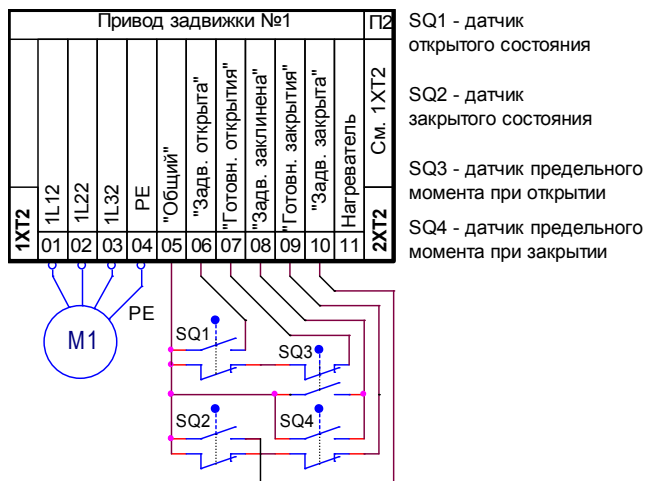 Привод задвижки №1
П2
1XT2
1L12
1L22
1L32
PE
"Общий"
"Задв. открыта"
"Готовн. открытия"
"Задв. заклинена"
"Готовн. закрытия"
"Задв. закрыта"
Нагреватель
См. 1XT2
2XT2
01 02 03 04 05 06 07 08 09 10 11
SQ1 - датчик
открытого состояния
SQ2 - датчик
закрытого состояния
SQ3 - датчик предельного
момента при открытии
SQ4 - датчик предельного
момента при закрытии
PE
M1
SQ1
SQ3
SQ2
SQ4